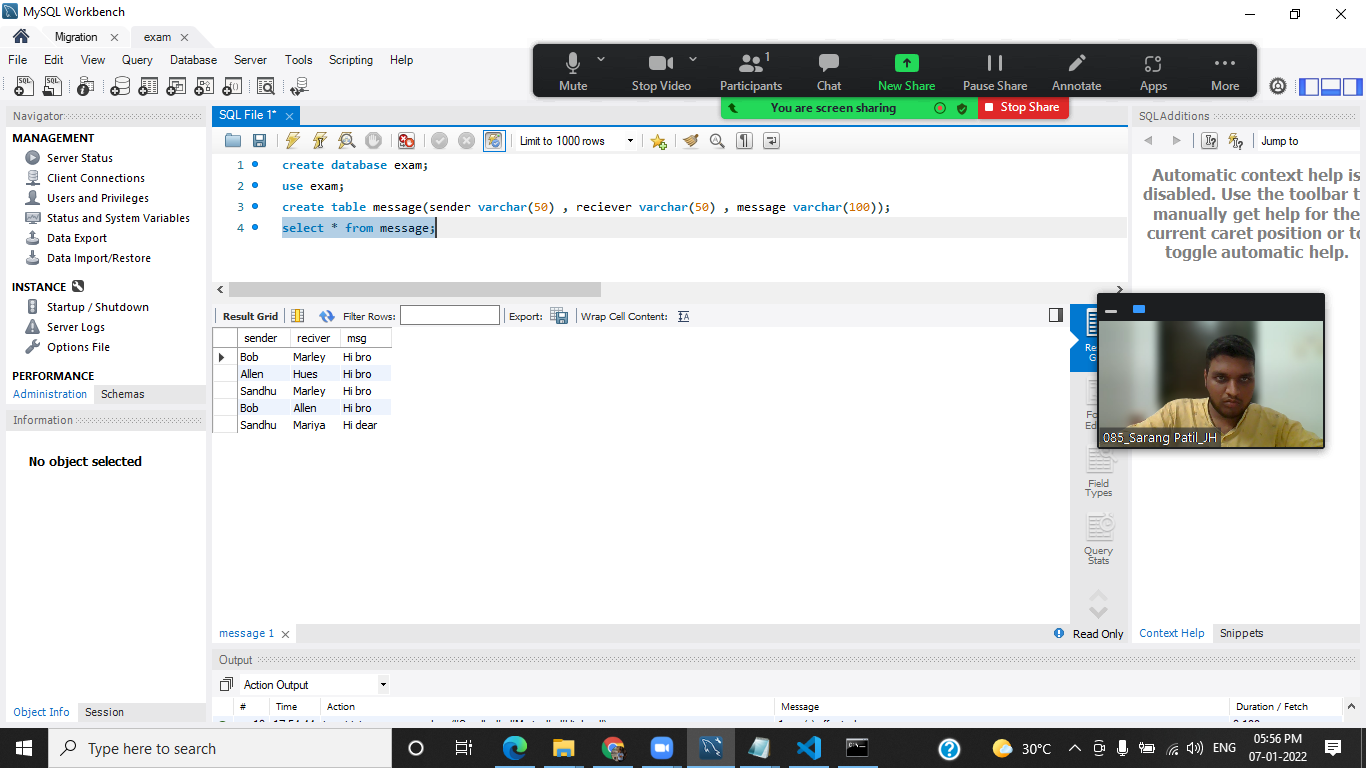 MySQL Workbench
Migration
exam
File Edit View Query Database Server Tools Scripting Help
Mute
Stop Video
1
Participants
Chat
New Share
Pause Share
Annotate
Apps
More
You are screen sharing
Stop Share
Navigator
MANAGEMENT
Server Status
Client Connections
Users and Privileges
Status and System Variables
Data Export
Data Import/Restore
INSTANCE
Startup / Shutdown
Server Logs
Options File
PERFORMANCE
Administration Schemas
Information
No object selected
Object Info Session
SQL File 1*
Limit to 1000 rows
1 create database exam;
2 use exam;
3 create table message(sender varchar(50) , reciever varchar(50) , message varchar(100));
4 select * from message;
Result Grid Filter Rows: Export: Wrap Cell Content:
sender reciver msg
Bob Marley Hi bro
Allen Hues Hi bro
Sandhu Marley Hi bro
Bob Allen Hi bro
Sandhu Mariya Hi dear
Field
Types
Query
Stats
message 1
Read Only
SQLAdditions
Jump to
Automatic context help is
disabled. Use the toolbar t
manually get help for the
current caret position or to
toggle automatic help.
085_Sarang Patil_JH
Context Help Snippets
Output
Action Output
# Time Action Message Duration / Fetch
Type here to search
30°C
ENG
05:56 PM
07-01-2022